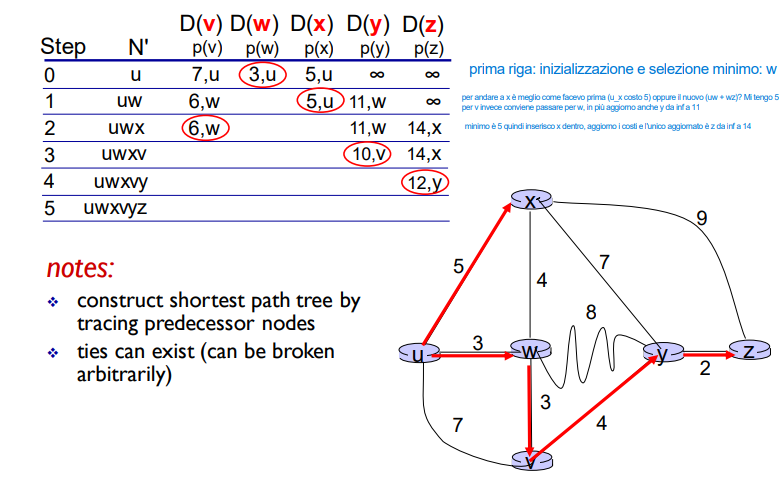 D(v) D(w) D(x) D(y) D(z)
Step N' p(v) p(w) p(x) p(y) p(z)
0 u 7,u 3,u 5,u ∞ ∞
1 uw 6,w 5,u 11,w ∞
2 uwx 6,w 11,w 14,x
3 uwxv 10,v 14,x
4 uwxvy 12,y
5 uwxvyz
prima riga: inizializzazione e selezione minimo: w
per andare a x è meglio come facevo prima (u_x costo 5) oppure il nuovo (uw + wz)? Mi tengo 5
per v invece conviene passare per w, in più aggiorno anche y da inf a 11
minimo è 5 quindi inserisco x dentro, aggiorno i costi e l'unico aggiornato è z da inf a 14
notes:
construct shortest path tree by
tracing predecessor nodes
ties can exist (can be broken
arbitrarily)
x
9
5
7
4
8
3
u
w
y
z
2
3
4
7
v